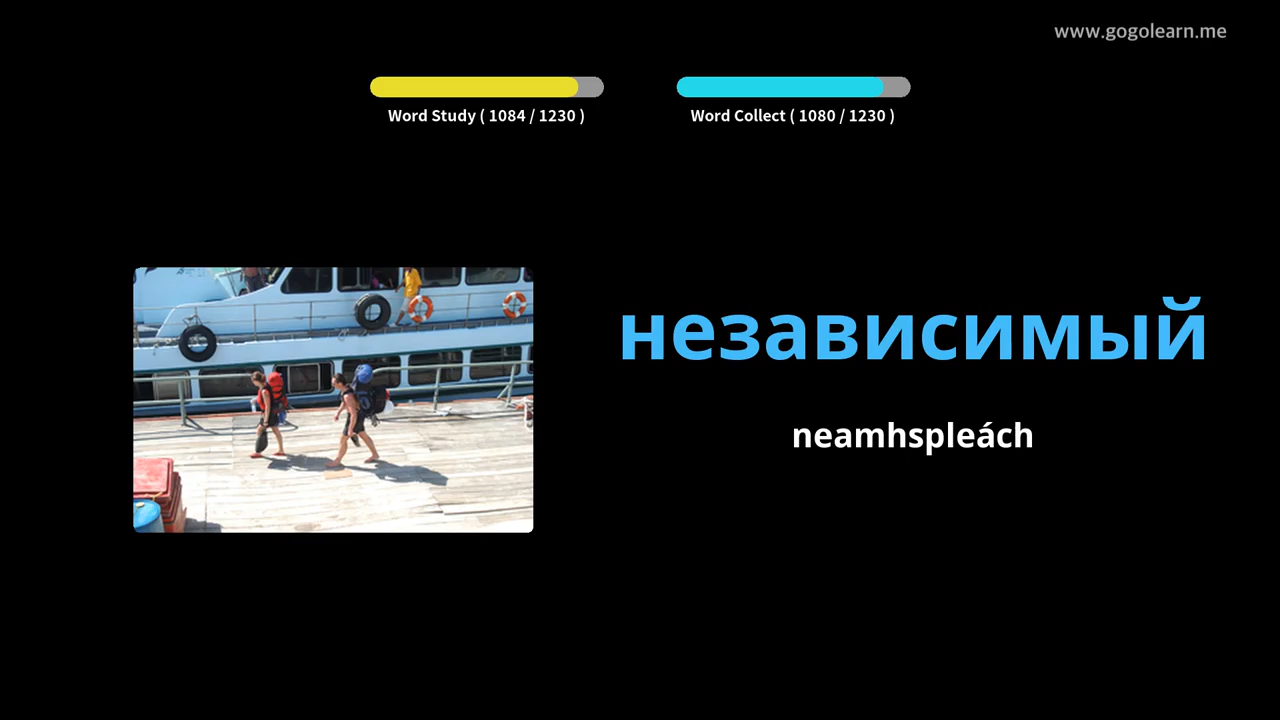 www.gogolearn.me
Word Study ( 1084 / 1230 )
Word Collect ( 1080 / 1230 )
независимый
neamhspleách